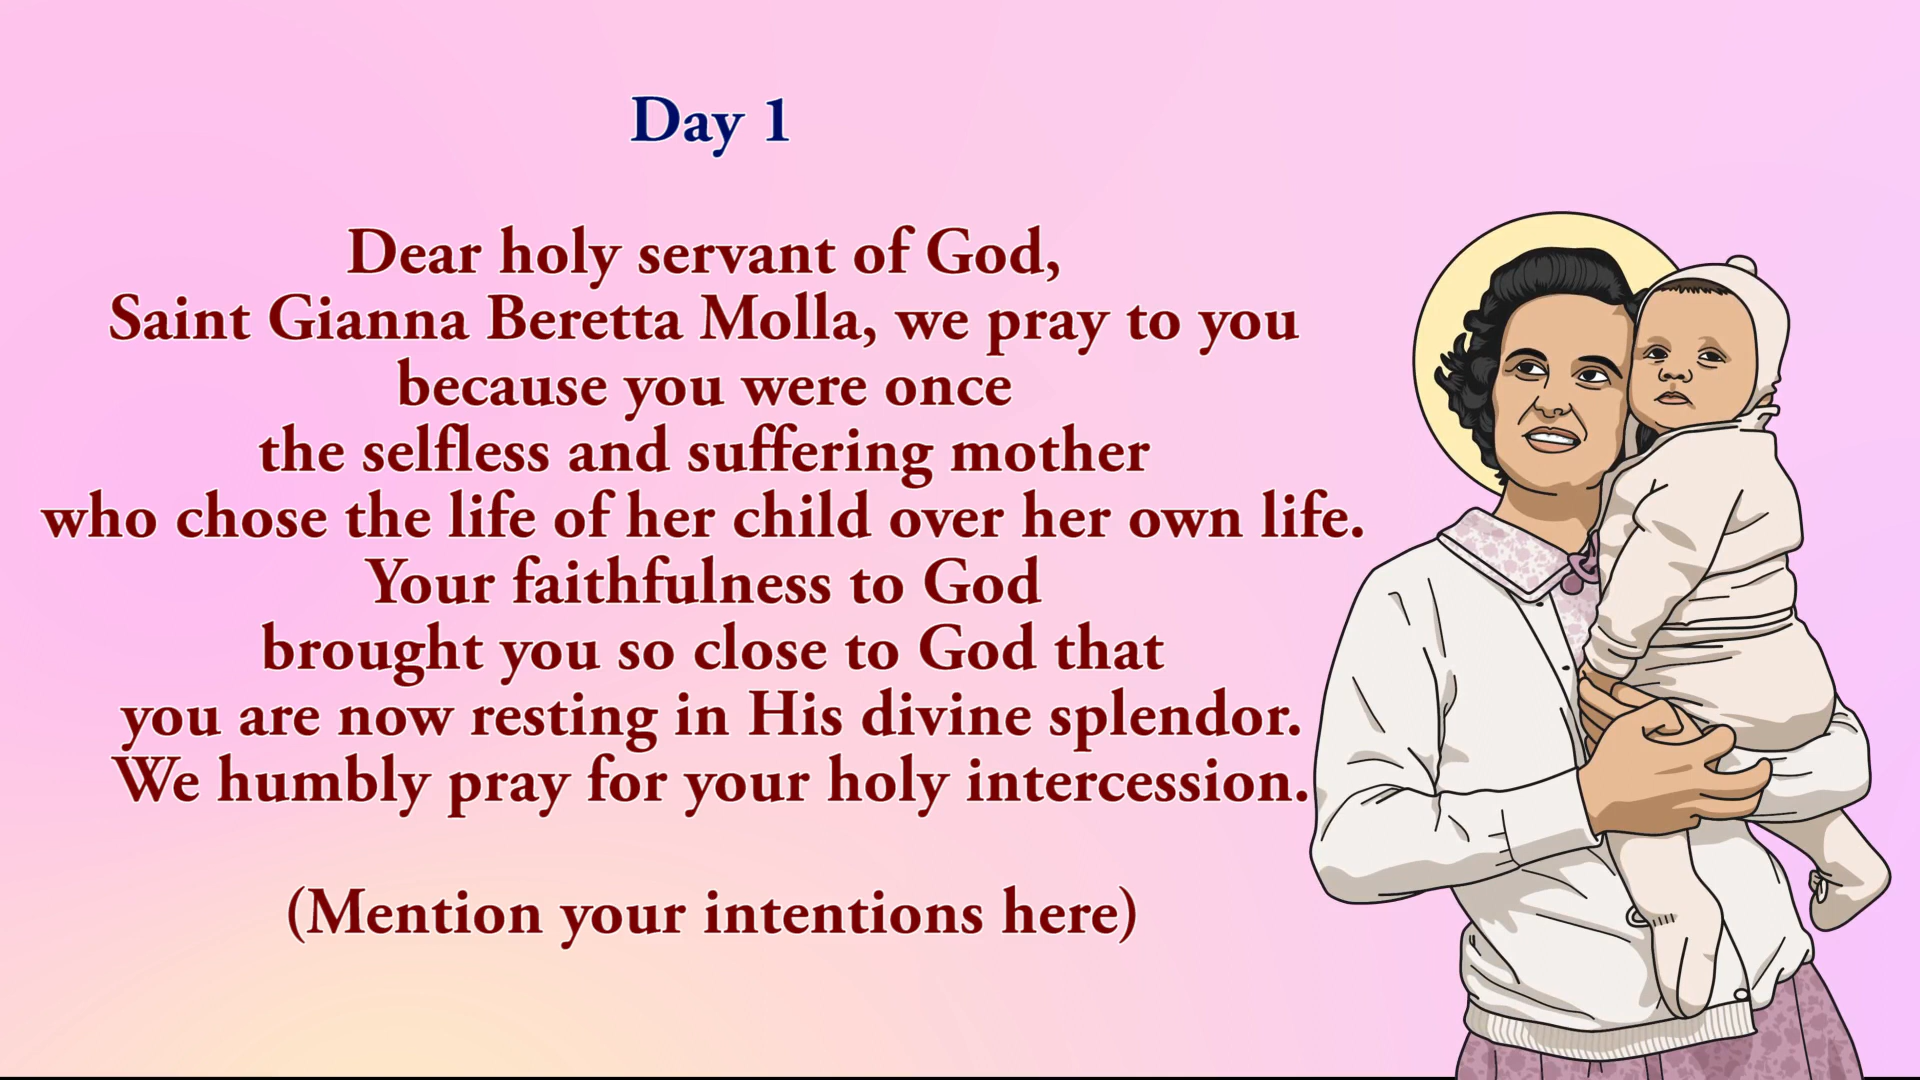 Day 1
Dear holy servant of God,
Saint Gianna Beretta Molla, we pray to you
because you were once
the selfless and suffering mother
who chose the life of her child over her own life.
Your faithfulness to God
brought you so close to God that
you are now resting in His divine splendor.
We humbly pray for your holy intercession.
(Mention your intentions here)